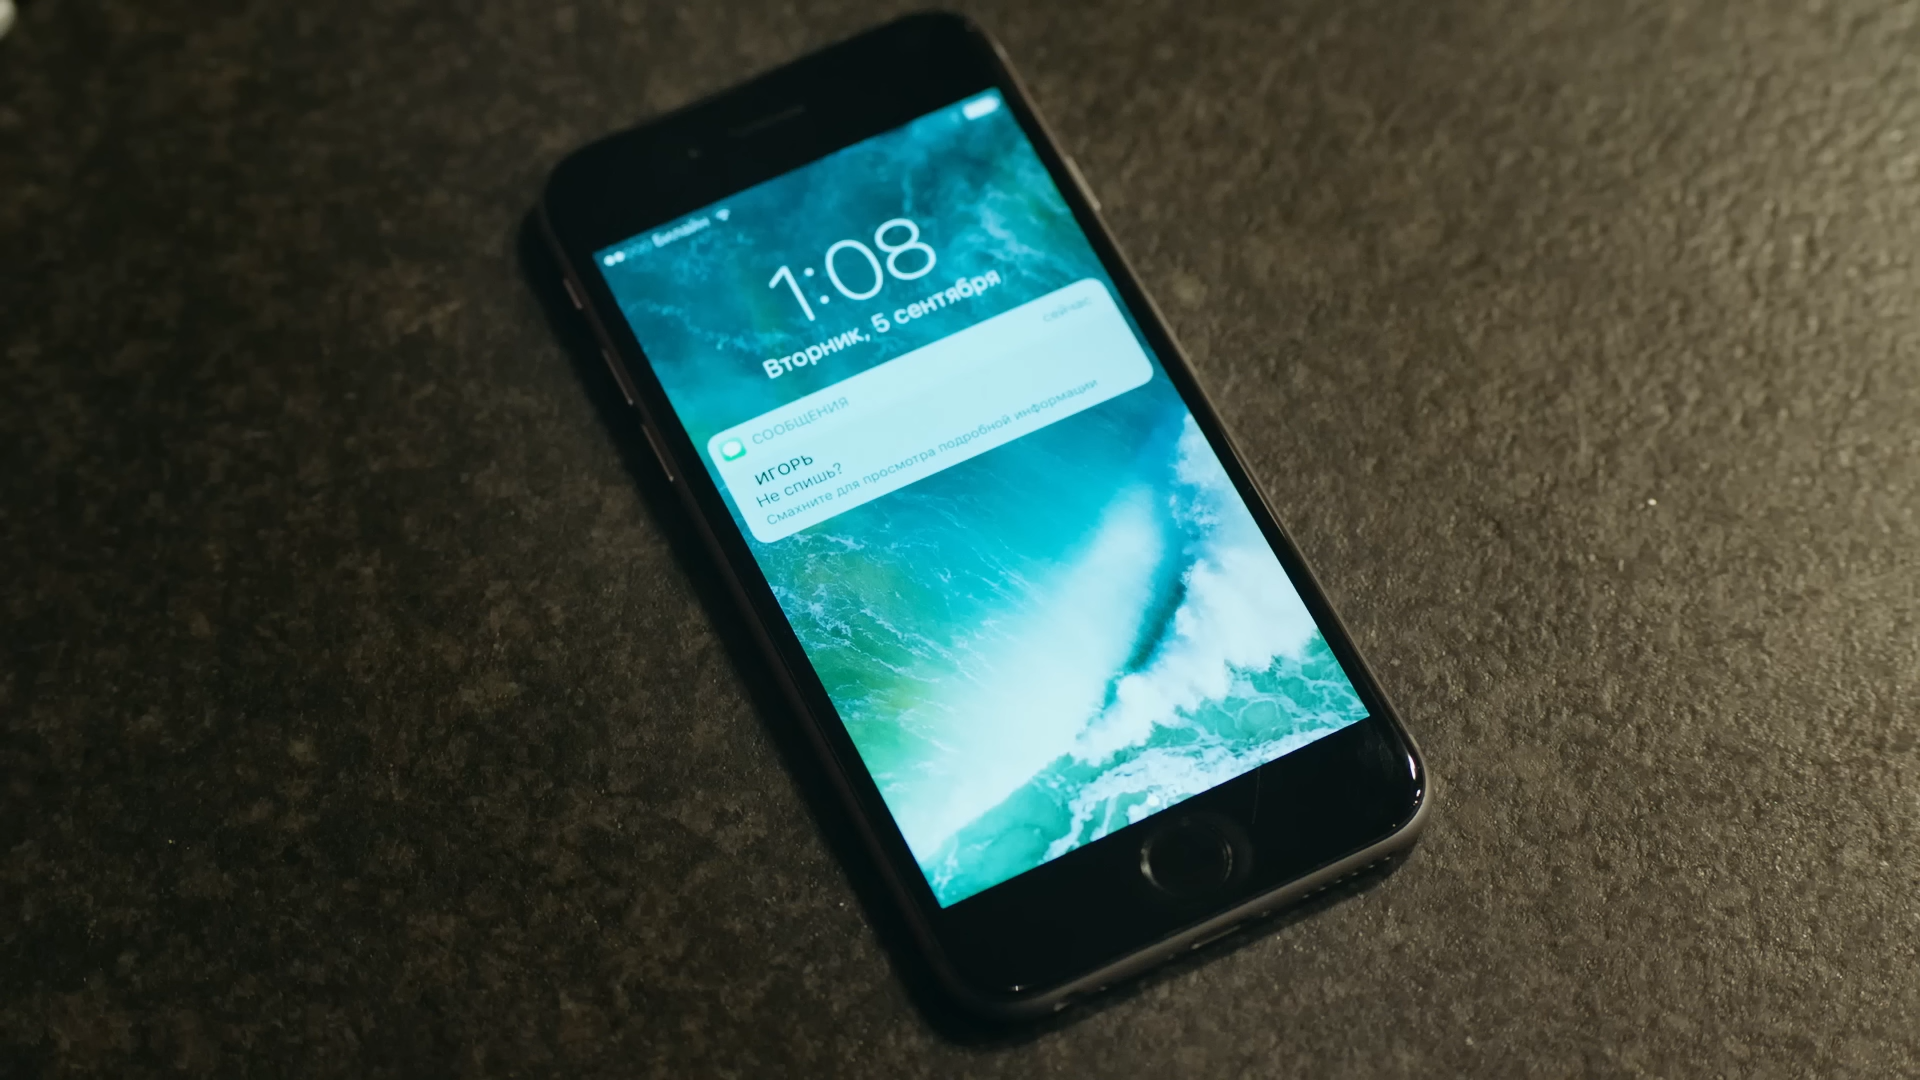 Билайн
1:08
Вторник, 5 сентября
СООБЩЕНИЯ сейчас
ИГОРЬ
Не спишь?
Смахните для просмотра подробной информации